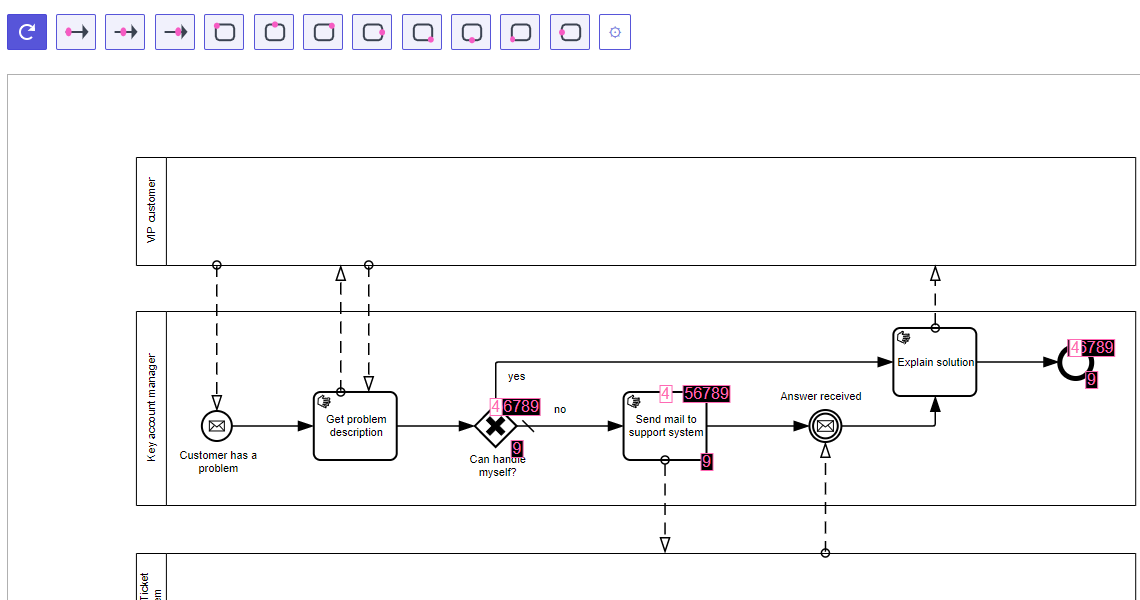 VIP customer
Key account manager
Customer has a
problem
Get problem
description
yes
4
6789
no
9
Can handle
myself?
4
56789
Send mail to
support system
9
Answer received
Explain solution
4
6789
9
Ticket